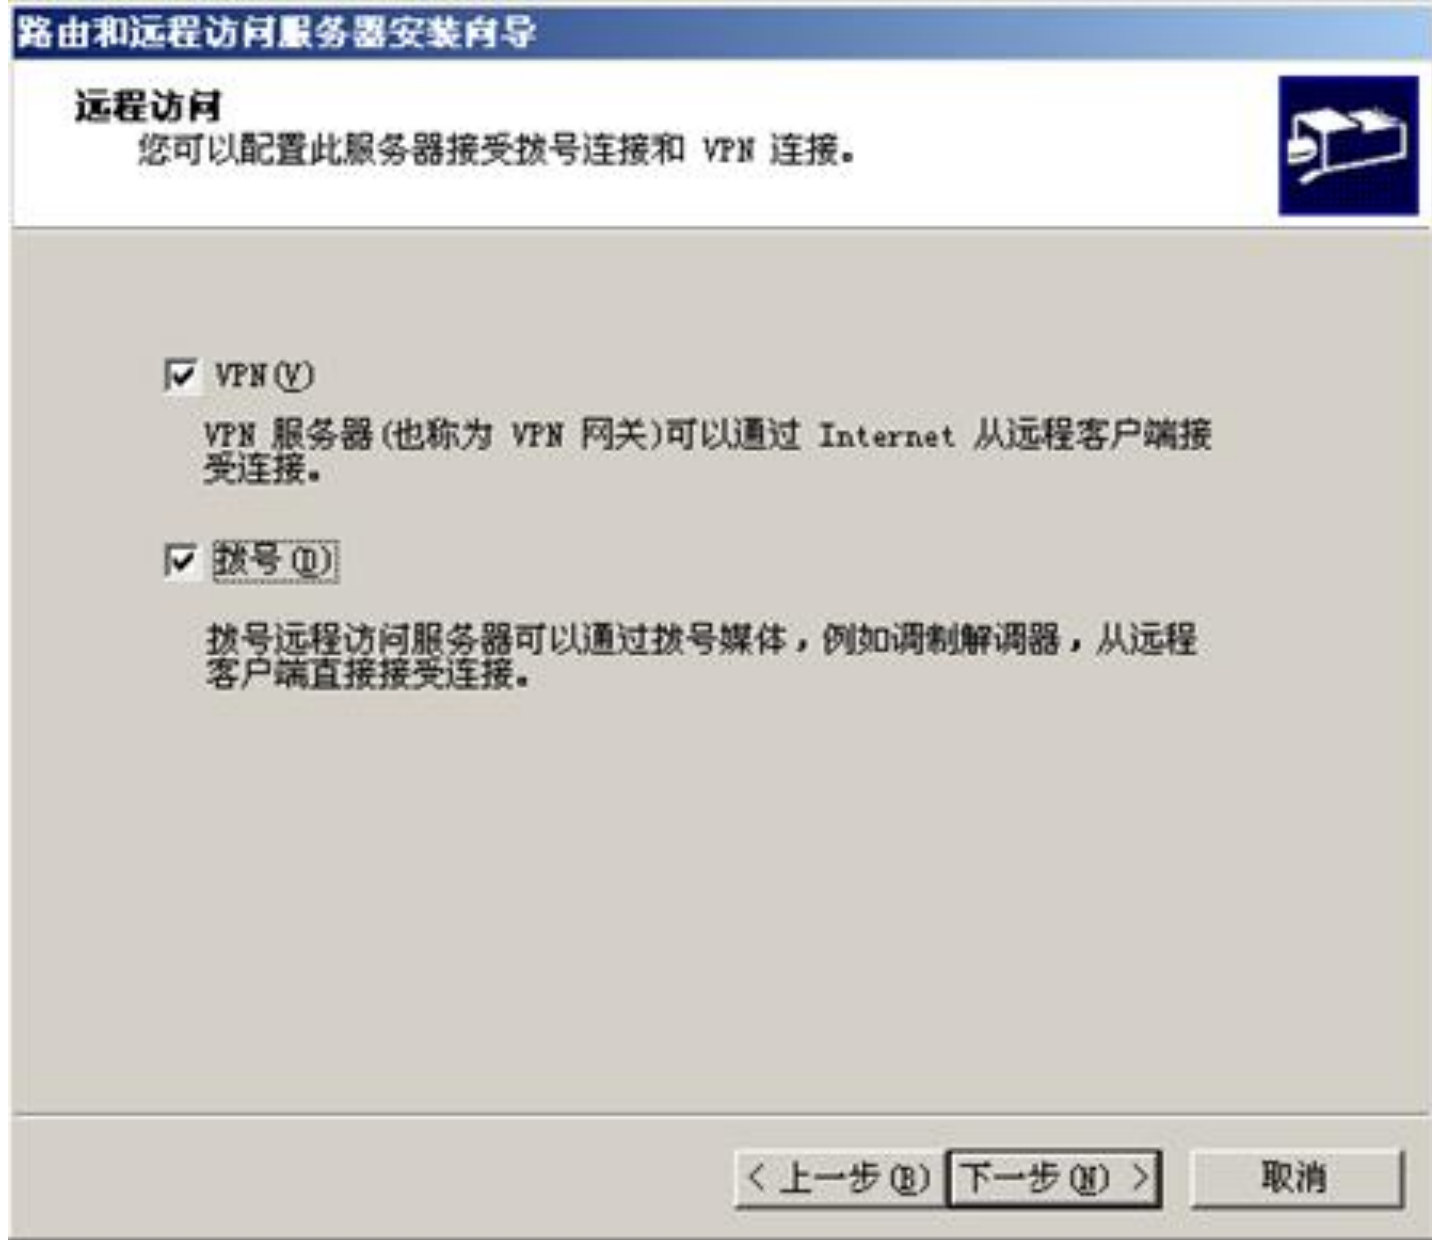 路由和远程访问服务器安装向导
远程访问
您可以配置此服务器接受拨号连接和 VPN 连接。
VPN(V)
VPN 服务器(也称为 VPN 网关)可以通过 Internet 从远程客户端接
受连接。
拨号(D)
拨号远程访问服务器可以通过拨号媒体，例如调制解调器，从远程
客户端直接接受连接。
< 上一步(B) 下一步(N) > 取消